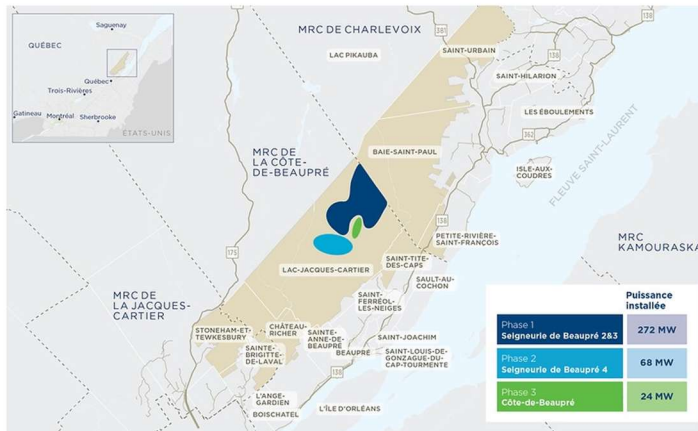 Saguenay
QUÉBEC
Québec
Trois-Rivières
Gatineau
Montréal
Sherbrooke
ÉTATS-UNIS
MRC DE CHARLEVOIX
LAC PIKAUBA
381
138
SAINT-URBAIN
138
SAINT-HILARION
LES ÉBOULEMENTS
362
BAIE-SAINT-PAUL
MRC DE
LA CÔTE-
DE-BEAUPRÉ
ISLE-AUX-
COUDRES
FLEUVE SAINT-LAURENT
138
PETITE-RIVIÈRE-
SAINT-FRANÇOIS
MRC
KAMOURASKA
175
LAC-JACQUES-CARTIER
SAINT-TITE-
DES-CAPS
SAULT-AU-
COCHON
MRC DE
LA JACQUES-
CARTIER
SAINT-
FERRÉOL-
LES-NEIGES
STONEHAM-ET-
TEWKESBURY
CHÂTEAU-
RICHER
SAINTE-
ANNE-DE-
BEAUPRÉ
SAINTE-
BRIGITTE-
DE-LAVAL
BEAUPRÉ
SAINT-JOACHIM
SAINT-LOUIS-DE-
GONZAGUE-DU-
CAP-TOURMENTE
138
L'ANGE-
GARDIEN
BOISCHATEL
L'ÎLE D'ORLÉANS
Puissance
installée
Phase 1
Seigneurie de Beaupré 2&3
272 MW
Phase 2
Seigneurie de Beaupré 4
68 MW
Phase 3
Côte-de-Beaupré
24 MW